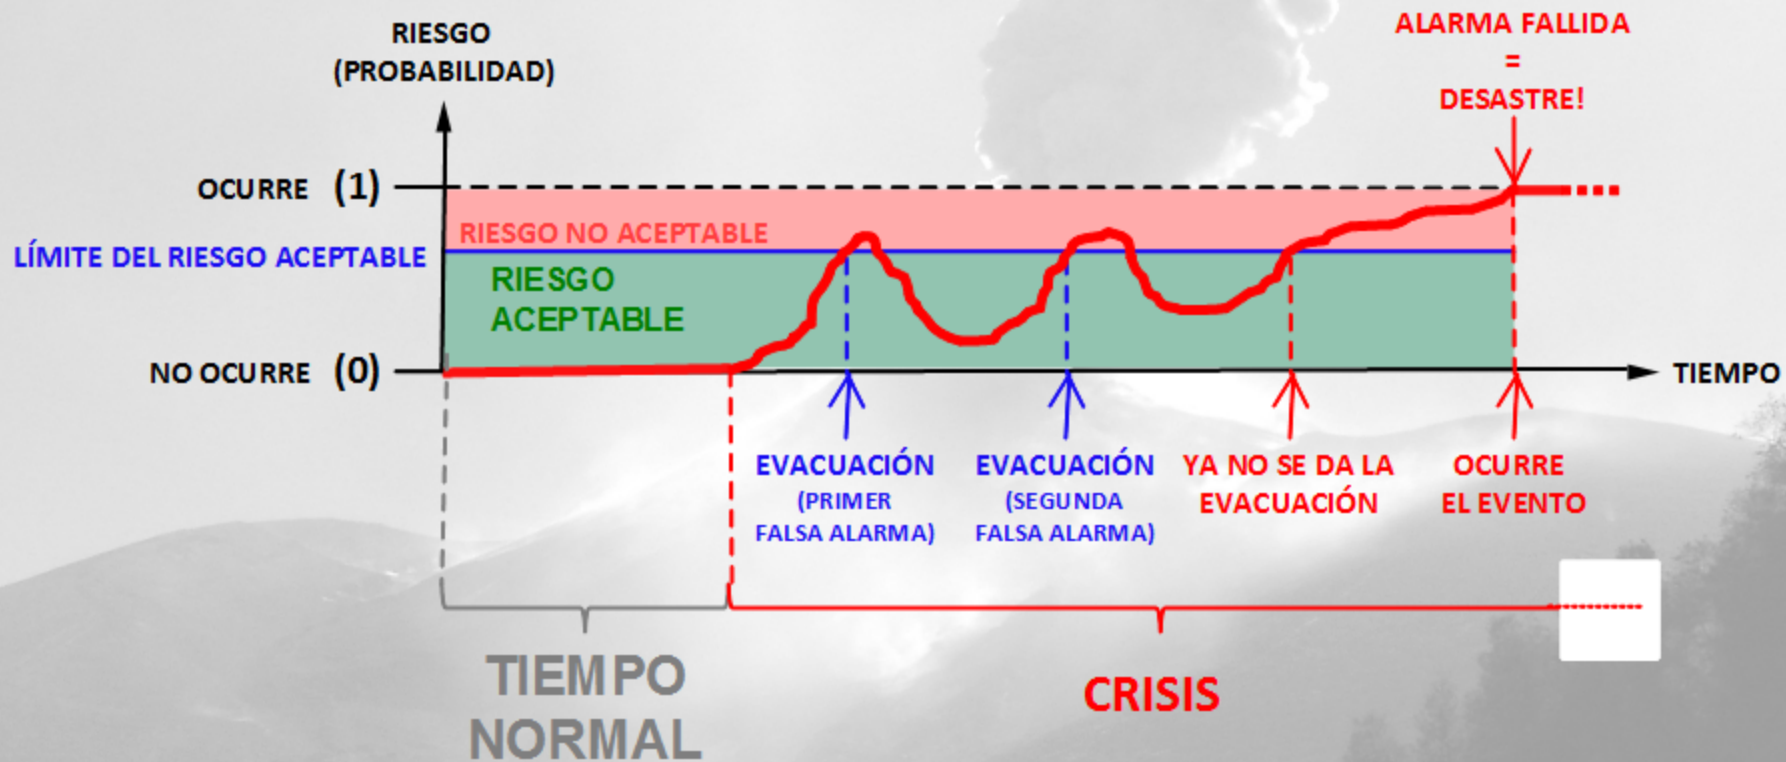 RIESGO
(PROBABILIDAD)
ALARMA FALLIDA
=
DESASTRE!
OCURRE (1)
RIESGO NO ACEPTABLE
LÍMITE DEL RIESGO ACEPTABLE
RIESGO
ACEPTABLE
NO OCURRE (0)
TIEMPO
EVACUACIÓN
(PRIMER
FALSA ALARMA)
EVACUACIÓN
(SEGUNDA
FALSA ALARMA)
YA NO SE DA LA
EVACUACIÓN
OCURRE
EL EVENTO
TIEMPO
NORMAL
CRISIS